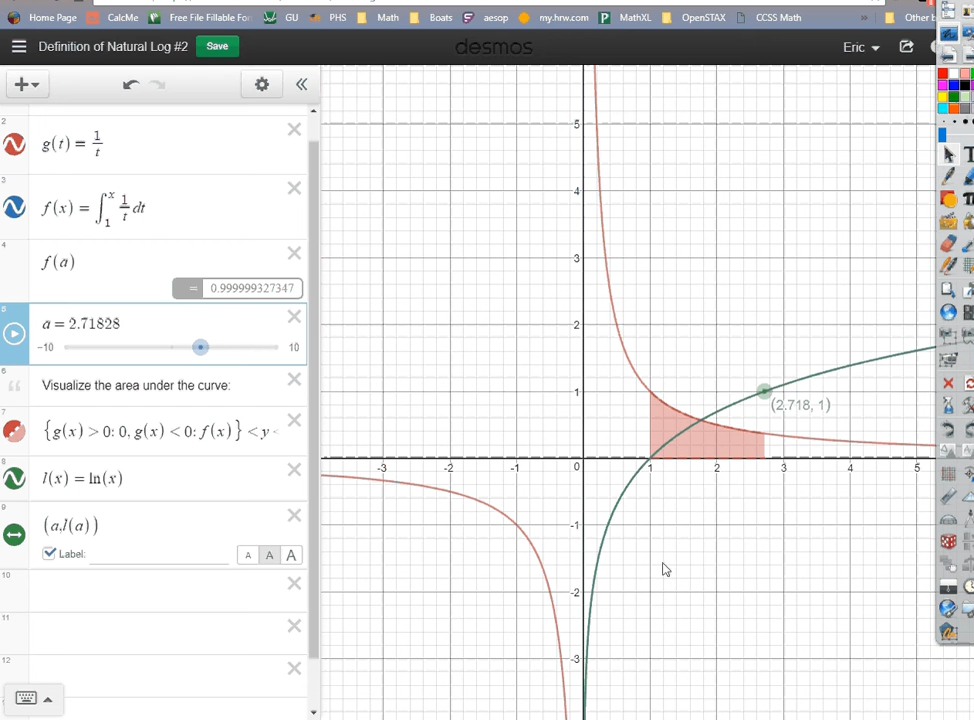 Home Page CalcMe Free File Fillable For GU PHS Math Boats aesop my.hrw.com MathXL OpenSTAX CCSS Math » Other b
Definition of Natural Log #2 Save desmos Eric
2
g(t) = 1/t
3
f(x) = ∫₁ˣ 1/t dt
4
f(a)
= 0.999999327347
5
a = 2.71828
-10 10
6
Visualize the area under the curve:
7
{g(x) > 0: 0, g(x) < 0: f(x)} < y <
8
l(x) = ln(x)
9
(a,l(a))
Label: A A A
10
11
12
5
4
3
2
1
(2.718, 1)
-3 -2 -1 0 1 2 3 4 5
-1
-2
-3